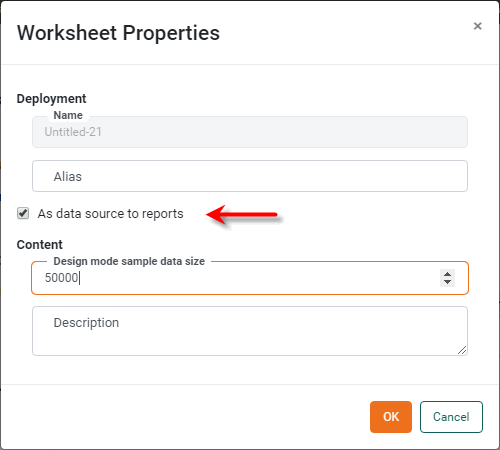 Worksheet Properties ×
Deployment
Name
Untitled-21
Alias
As data source to reports
Content
Design mode sample data size
50000
Description
OK Cancel